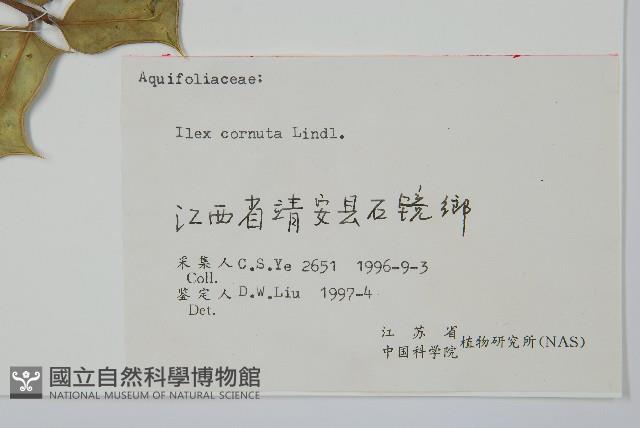 Aquifoliaceae:
Ilex cornuta Lindl.
江西省靖安县石镜鄉
采集人 C.S.Ye 2651 1996-9-3
Coll.
鉴定人 D.W.Liu 1997-4
Det.
江苏省
中国科学院 植物研究所(NAS)
國立自然科學博物館
NATIONAL MUSEUM OF NATURAL SCIENCE